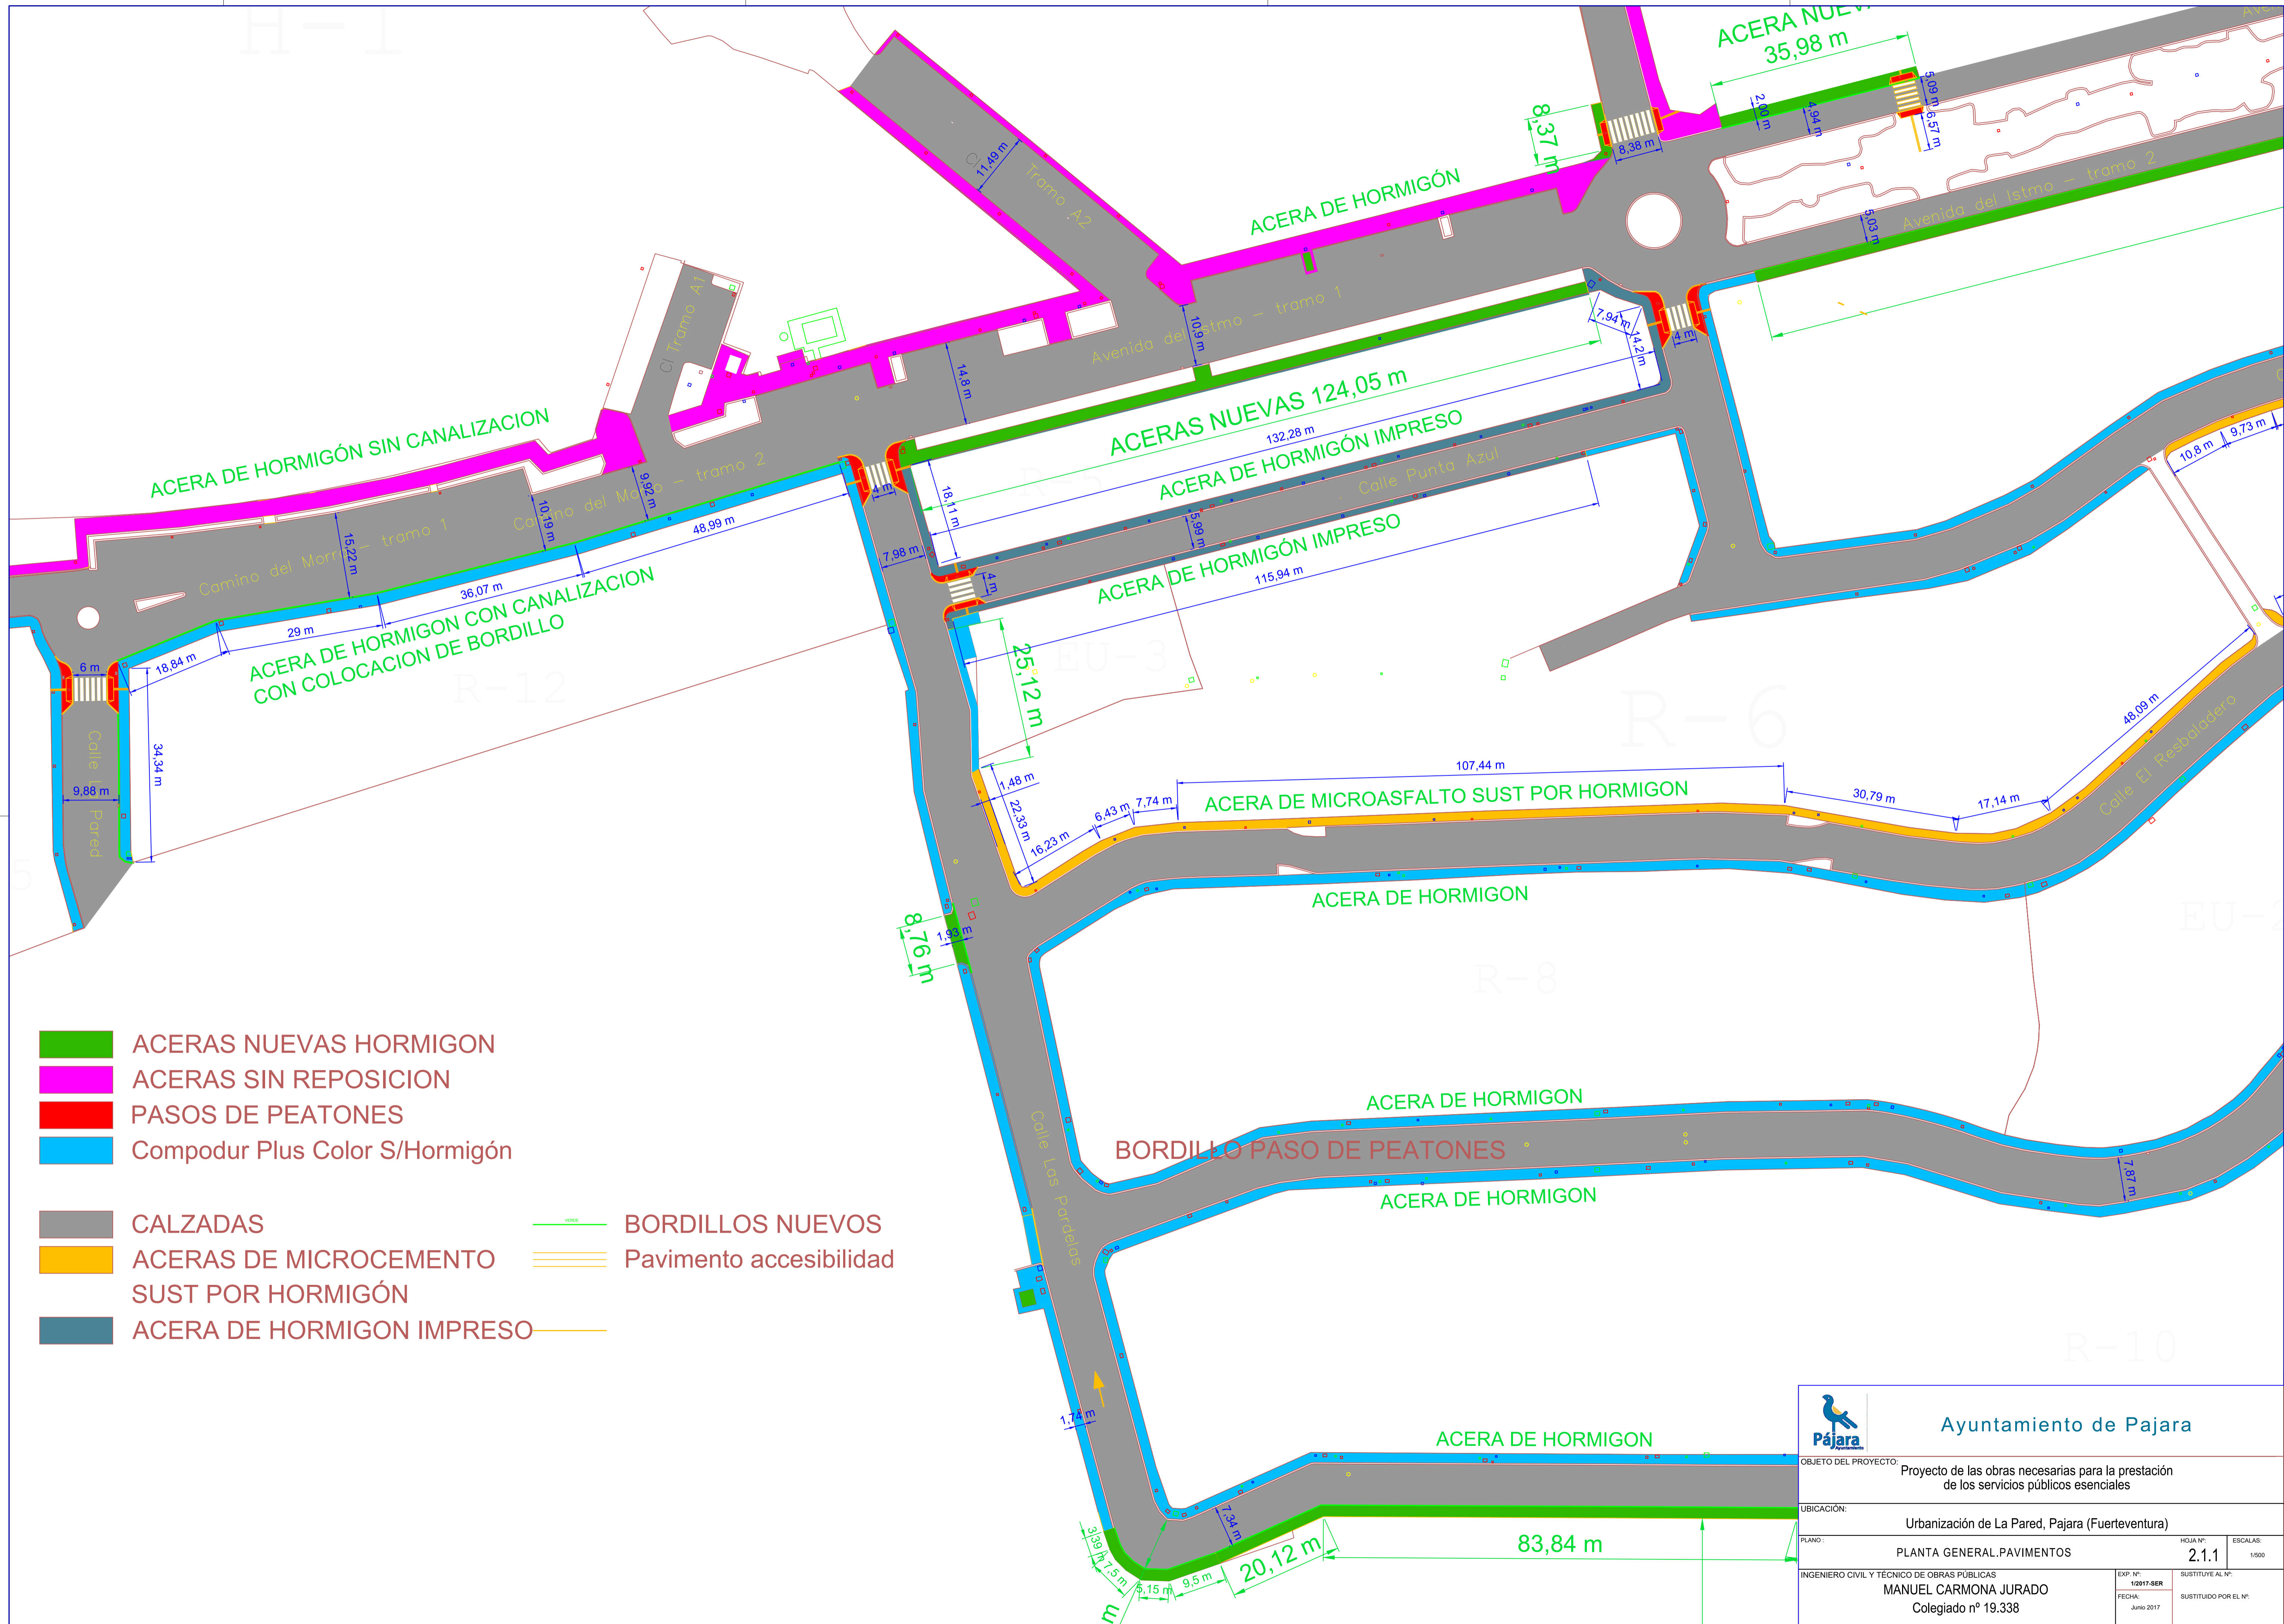 H-1
ACERA NUEV
35,98 m
5,09 m
6,57 m
2,00 m
4,94 m
8,37 m
8,38 m
11,49 m
Cl
Tramo A2
ACERA DE HORMIGÓN
Avenida del Istmo - tramo 2
5,03 m
Cl Tramo A1
10,9 m
Avenida del Istmo - tramo 1
14,8 m
7,94 m
14,2 m
4 m
ACERAS NUEVAS 124,05 m
132,28 m
ACERA DE HORMIGÓN IMPRESO
Calle Punta Azul
5,99 m
ACERA DE HORMIGÓN IMPRESO
115,94 m
10,8 m
9,73 m
ACERA DE HORMIGÓN SIN CANALIZACION
Camino del Morro - tramo 2
9,92 m
10,19 m
15,22 m
Camino del Morro - tramo 1
48,99 m
4 m
18,11 m
7,98 m
4 m
36,07 m
29 m
18,84 m
6 m
ACERA DE HORMIGON CON CANALIZACION
CON COLOCACION DE BORDILLO
R-12
EU-3
R-6
25,12 m
34,34 m
9,88 m
Calle La Pared
1,48 m
22,33 m
16,23 m
6,43 m
7,74 m
107,44 m
ACERA DE MICROASFALTO SUST POR HORMIGON
30,79 m
17,14 m
48,09 m
Calle El Resbaladero
ACERA DE HORMIGON
5
8,76 m
1,93 m
R-8
EU-2
ACERAS NUEVAS HORMIGON
ACERAS SIN REPOSICION
PASOS DE PEATONES
Compodur Plus Color S/Hormigón
CALZADAS
ACERAS DE MICROCEMENTO
SUST POR HORMIGÓN
ACERA DE HORMIGON IMPRESO
BORDILLOS NUEVOS
Pavimento accesibilidad
ACERA DE HORMIGON
BORDILLO PASO DE PEATONES
ACERA DE HORMIGON
7,87 m
Calle Las Pardelas
R-10
1,74 m
ACERA DE HORMIGON
7,34 m
3,39 m
7,5 m
5,15 m
9,5 m
20,12 m
83,84 m
m
Pájara
Ayuntamiento
Ayuntamiento de Pajara
OBJETO DEL PROYECTO:
Proyecto de las obras necesarias para la prestación
de los servicios públicos esenciales
UBICACIÓN:
Urbanización de La Pared, Pajara (Fuerteventura)
PLANO :
PLANTA GENERAL.PAVIMENTOS
HOJA Nº:
2.1.1
ESCALAS:
1/500
INGENIERO CIVIL Y TÉCNICO DE OBRAS PÚBLICAS
MANUEL CARMONA JURADO
Colegiado nº 19.338
EXP. Nº:
1/2017-SER
FECHA:
Junio 2017
SUSTITUYE AL Nº:
SUSTITUIDO POR EL Nº: